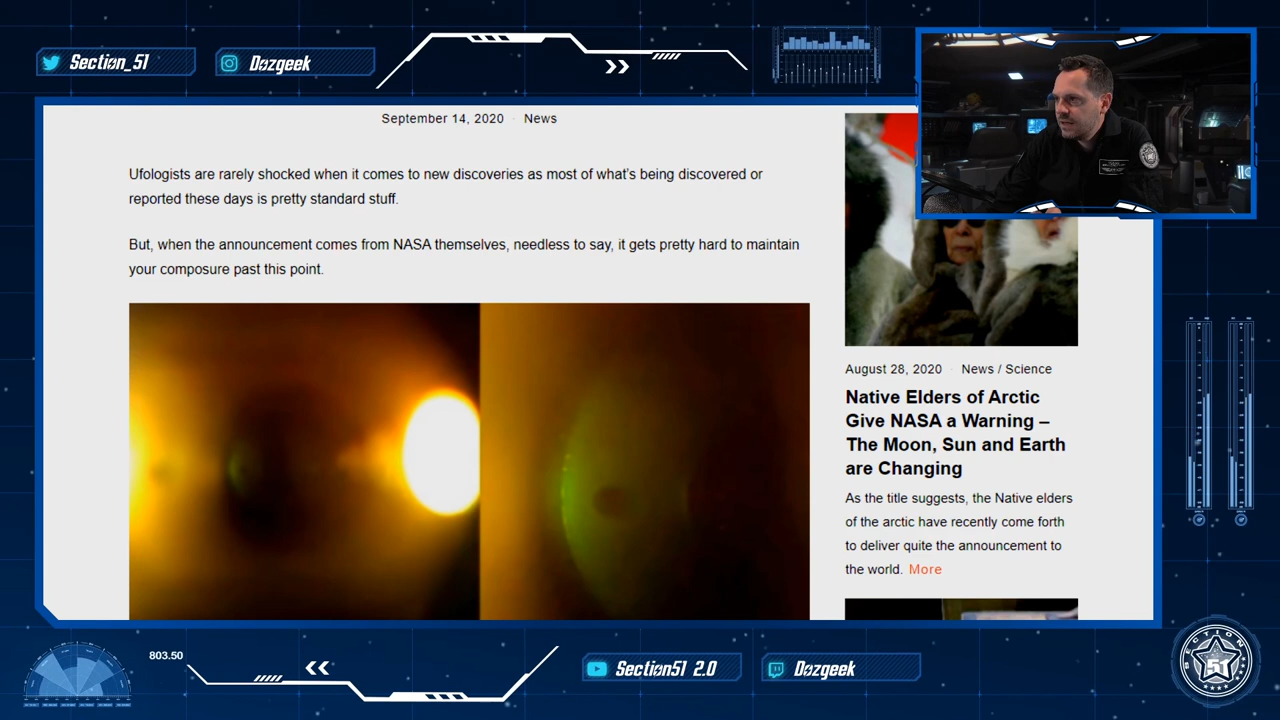 Section_51
Dozgeek
September 14, 2020 · News
Ufologists are rarely shocked when it comes to new discoveries as most of what's being discovered or
reported these days is pretty standard stuff.
But, when the announcement comes from NASA themselves, needless to say, it gets pretty hard to maintain
your composure past this point.
August 28, 2020 · News / Science
Native Elders of Arctic
Give NASA a Warning –
The Moon, Sun and Earth
are Changing
As the title suggests, the Native elders
of the arctic have recently come forth
to deliver quite the announcement to
the world. More
803.50
Section51 2.0
Dozgeek
SECTION
51